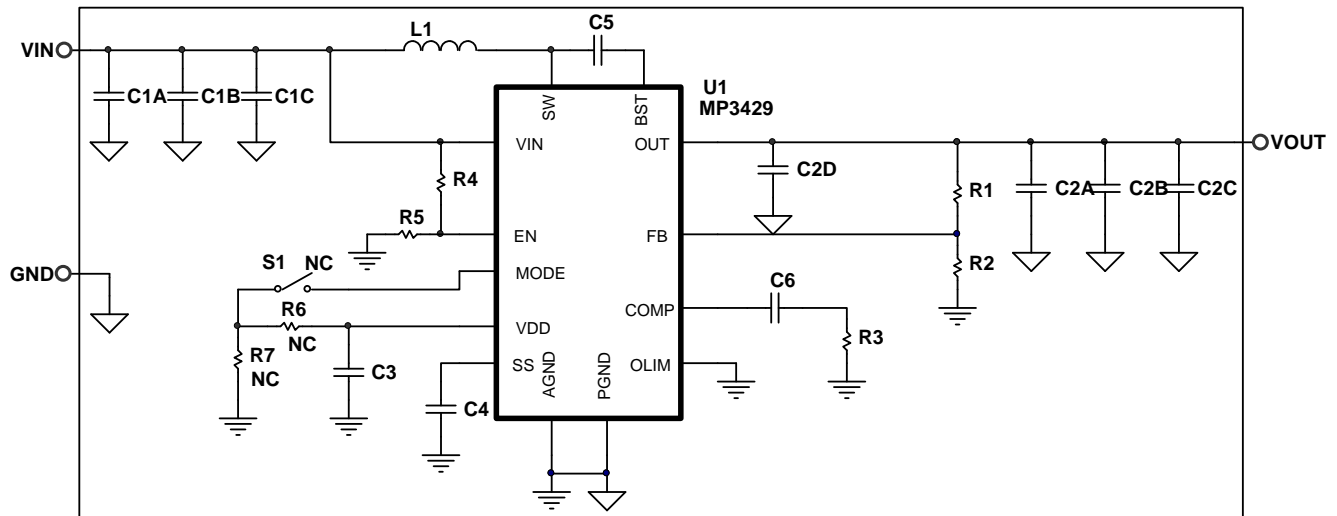 C5
L1
VIN
U1
MP3429
C1A
C1B
C1C
SW
BST
VIN
OUT
VOUT
C2D
R4
R1
C2A
C2B
C2C
R5
EN
FB
S1
NC
MODE
R2
GND
C6
R6
COMP
VDD
R3
NC
R7
NC
C3
SS
AGND
PGND
OLIM
C4